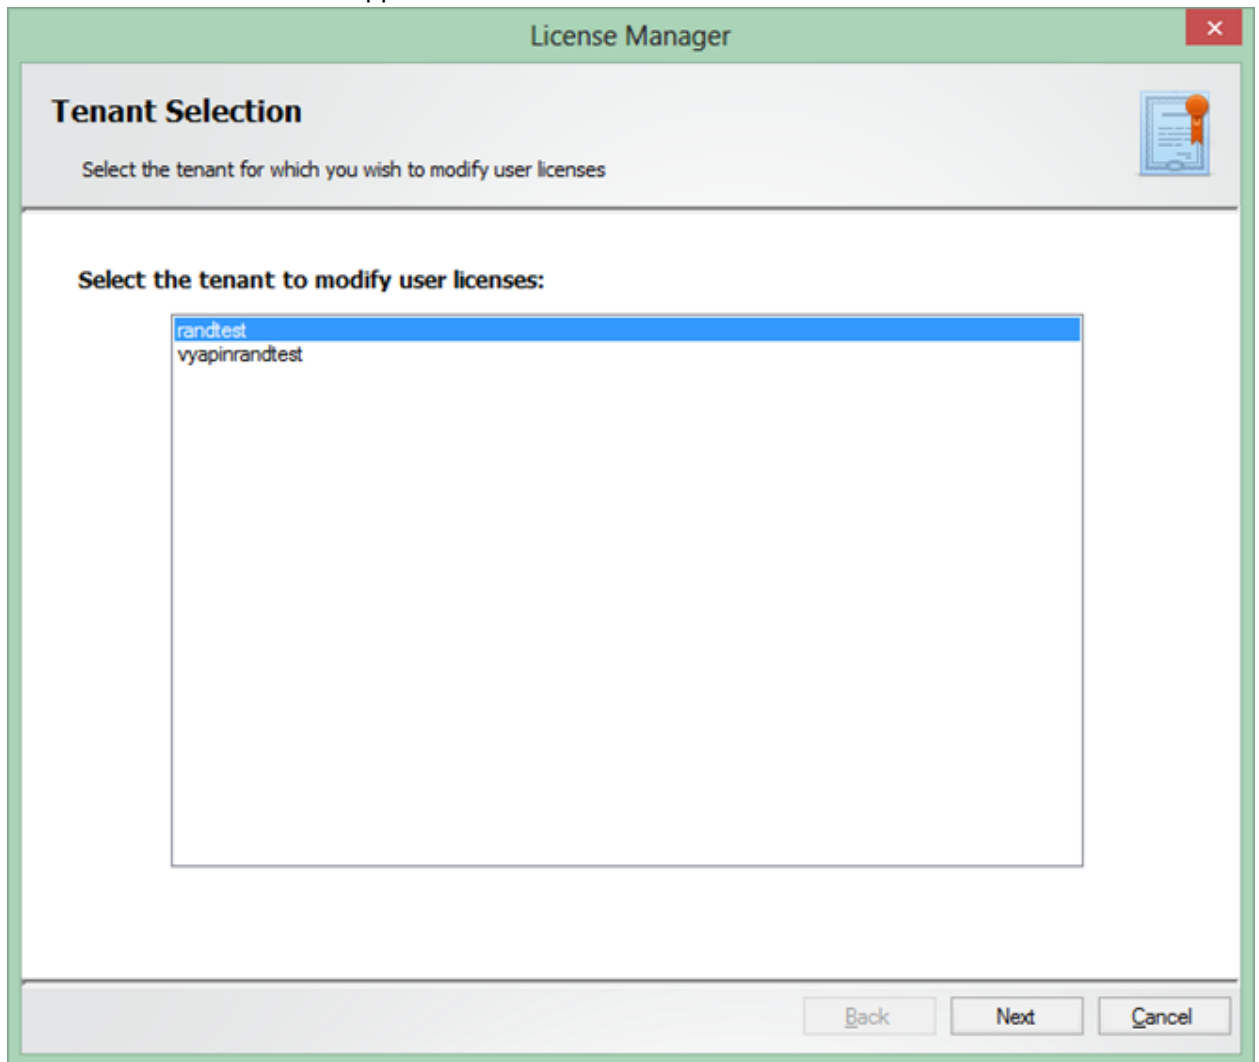 License Manager
Tenant Selection
Select the tenant for which you wish to modify user licenses
Select the tenant to modify user licenses:
randtest
vyapinrandtest
Back Next Cancel